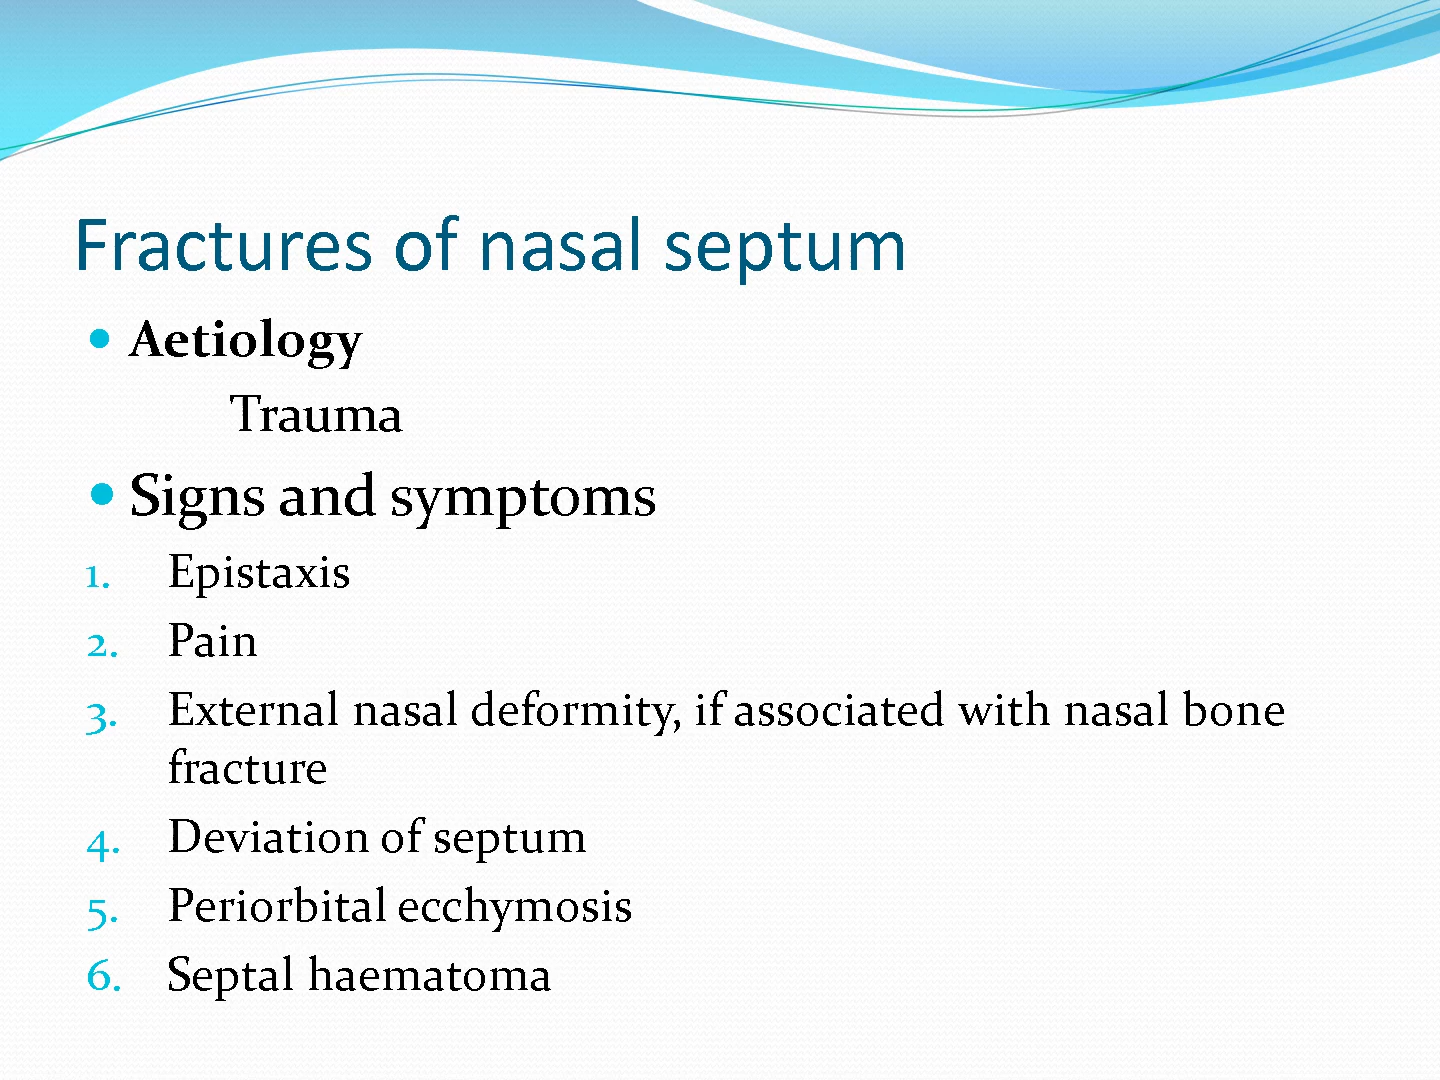 Fractures of nasal septum
• Aetiology
Trauma
• Signs and symptoms
1. Epistaxis
2. Pain
3. External nasal deformity, if associated with nasal bone
fracture
4. Deviation of septum
5. Periorbital ecchymosis
6. Septal haematoma